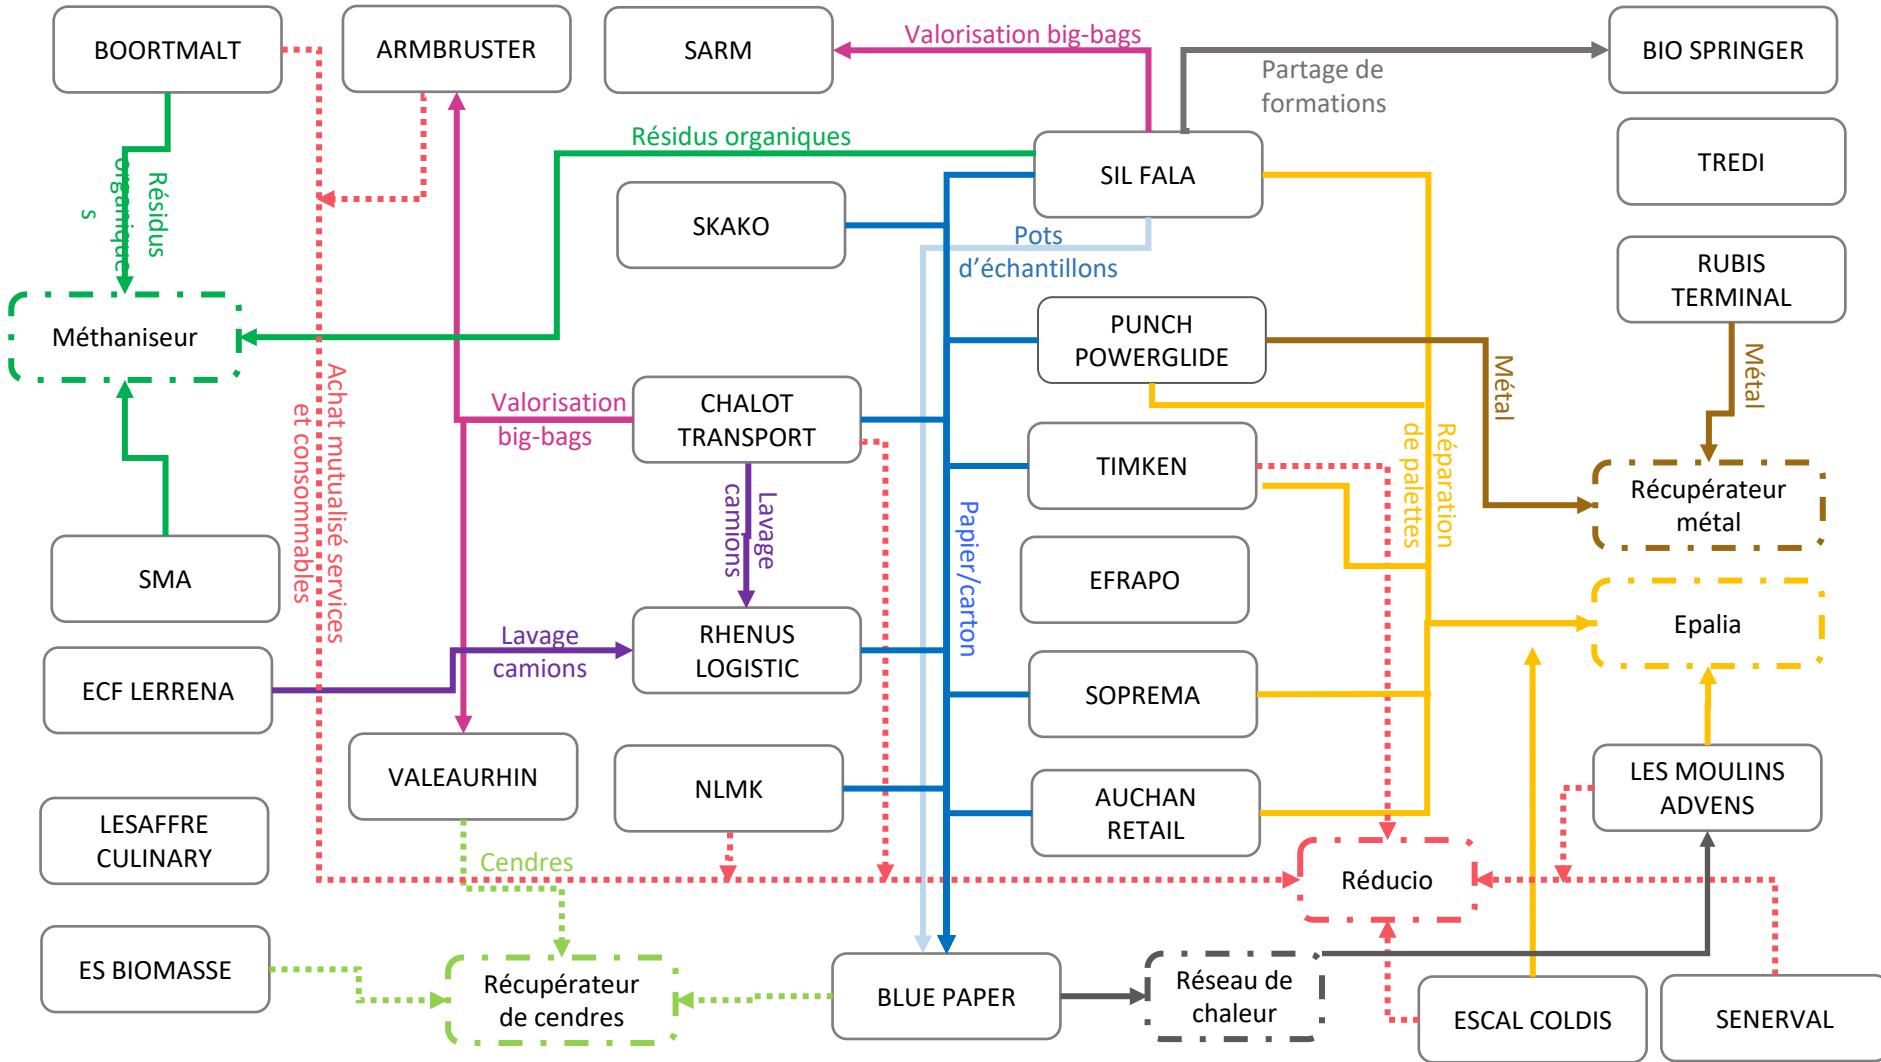 BOORTMALT
ARMBRUSTER
SARM
Valorisation big-bags
Partage de
formations
BIO SPRINGER
Résidus organiques
SIL FALA
TREDI
Résidus
organique
s
SKAKO
Pots
d’échantillons
RUBIS
TERMINAL
Méthaniseur
PUNCH
POWERGLIDE
Métal
Métal
Achat mutualisé services
et consommables
Valorisation
big-bags
CHALOT
TRANSPORT
TIMKEN
Réparation
de palettes
Récupérateur
métal
Lavage
camions
Papier/carton
SMA
EFRAPO
Epalia
ECF LERRENA
Lavage
camions
RHENUS
LOGISTIC
SOPREMA
VALEAURHIN
NLMK
AUCHAN
RETAIL
LES MOULINS
ADVENS
LESAFFRE
CULINARY
Cendres
Réducio
ES BIOMASSE
Récupérateur
de cendres
BLUE PAPER
Réseau de
chaleur
ESCAL COLDIS
SENERVAL